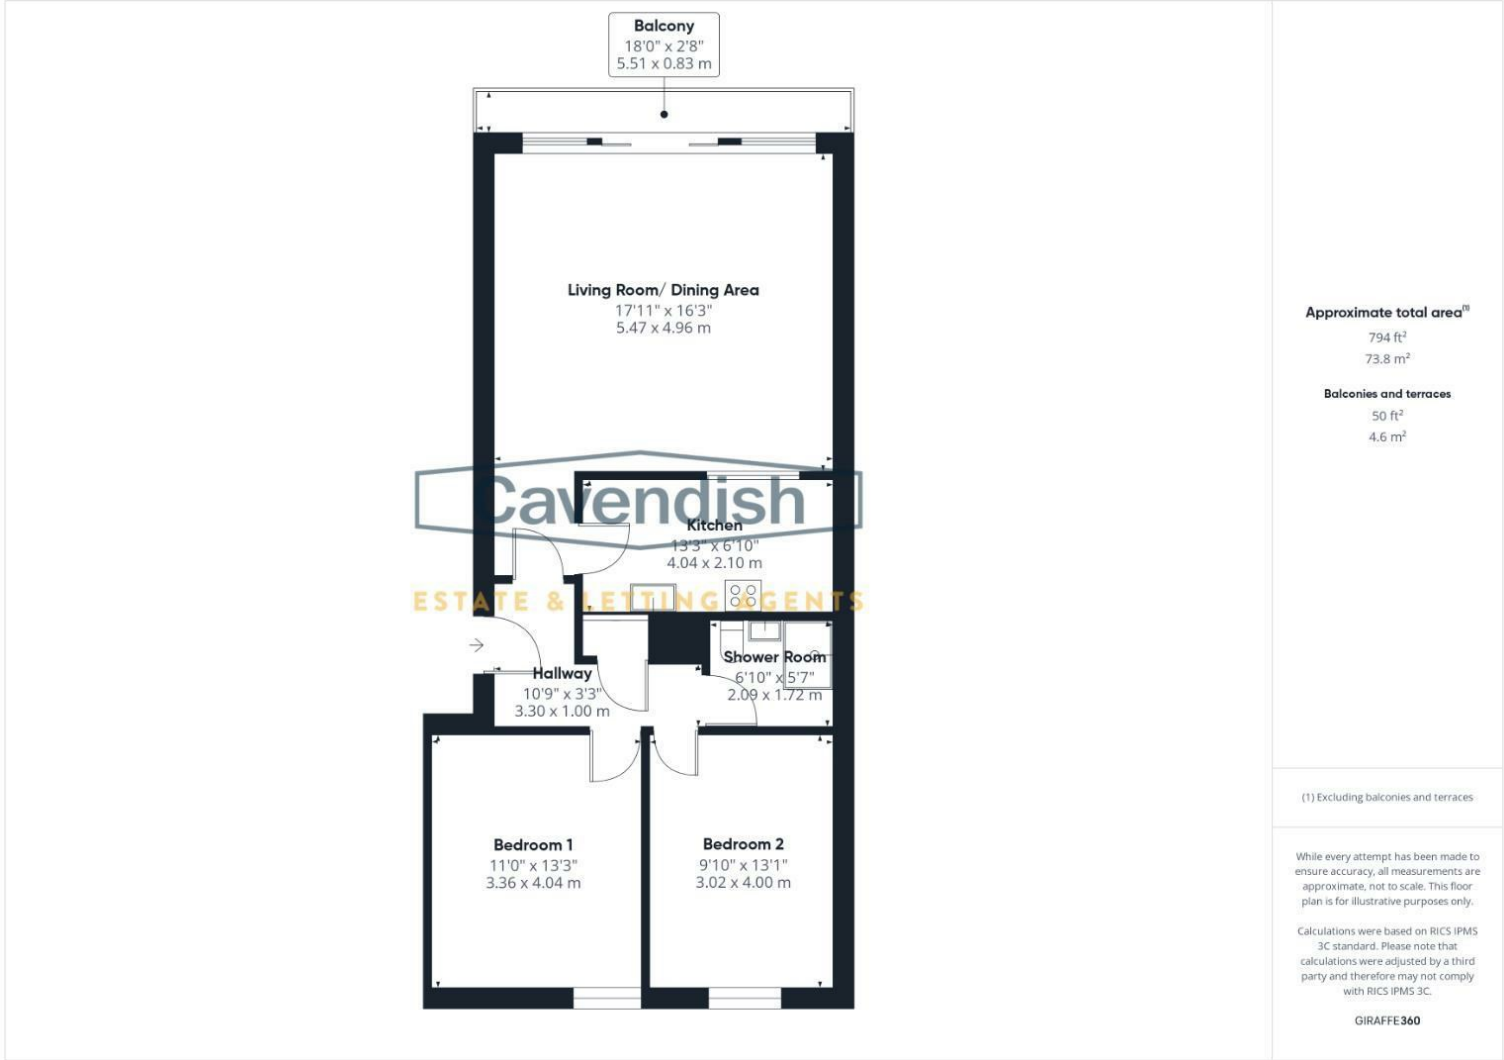 Balcony
18'0" x 2'8"
5.51 x 0.83 m
Living Room/ Dining Area
17'11" x 16'3"
5.47 x 4.96 m
Cavendish
Kitchen
13'3" x 6'10"
4.04 x 2.10 m
ESTATE & LETTING AGENTS
Shower Room
6'10" x 5'7"
2.09 x 1.72 m
Hallway
10'9" x 3'3"
3.30 x 1.00 m
Bedroom 1
11'0" x 13'3"
3.36 x 4.04 m
Bedroom 2
9'10" x 13'1"
3.02 x 4.00 m
Approximate total area(1)
794 ft²
73.8 m²
Balconies and terraces
50 ft²
4.6 m²
(1) Excluding balconies and terraces
While every attempt has been made to
ensure accuracy, all measurements are
approximate, not to scale. This floor
plan is for illustrative purposes only.
Calculations were based on RICS IPMS
3C standard. Please note that
calculations were adjusted by a third
party and therefore may not comply
with RICS IPMS 3C.
GIRAFFE360